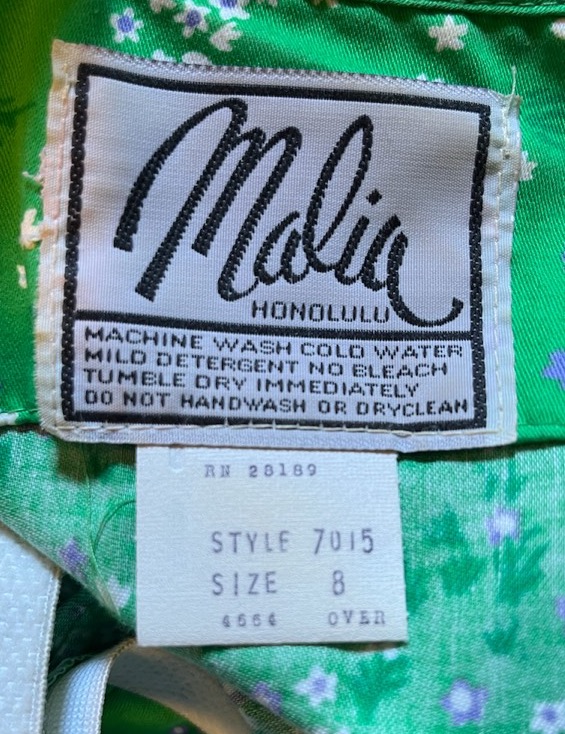 Malia
HONOLULU
MACHINE WASH COLD WATER
MILD DETERGENT NO BLEACH
TUMBLE DRY IMMEDIATELY
DO NOT HANDWASH OR DRYCLEAN
RN 28189
STYLE 7015
SIZE 8
4664 OVER